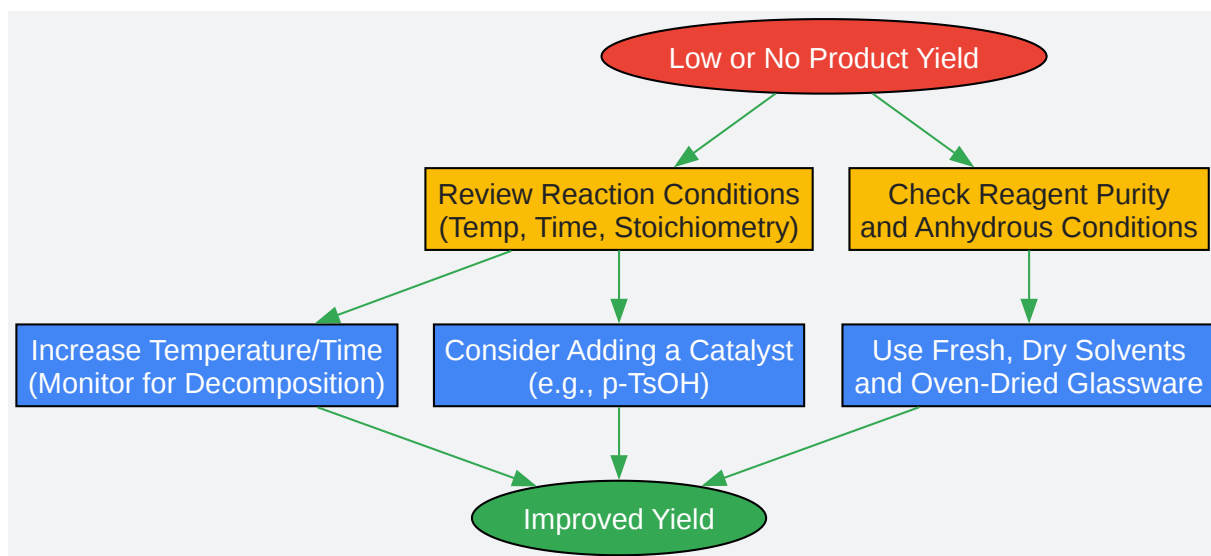 Low or No Product Yield
Review Reaction Conditions
(Temp, Time, Stoichiometry)
Check Reagent Purity
and Anhydrous Conditions
Increase Temperature/Time
(Monitor for Decomposition)
Consider Adding a Catalyst
(e.g., p-TsOH)
Use Fresh, Dry Solvents
and Oven-Dried Glassware
Improved Yield